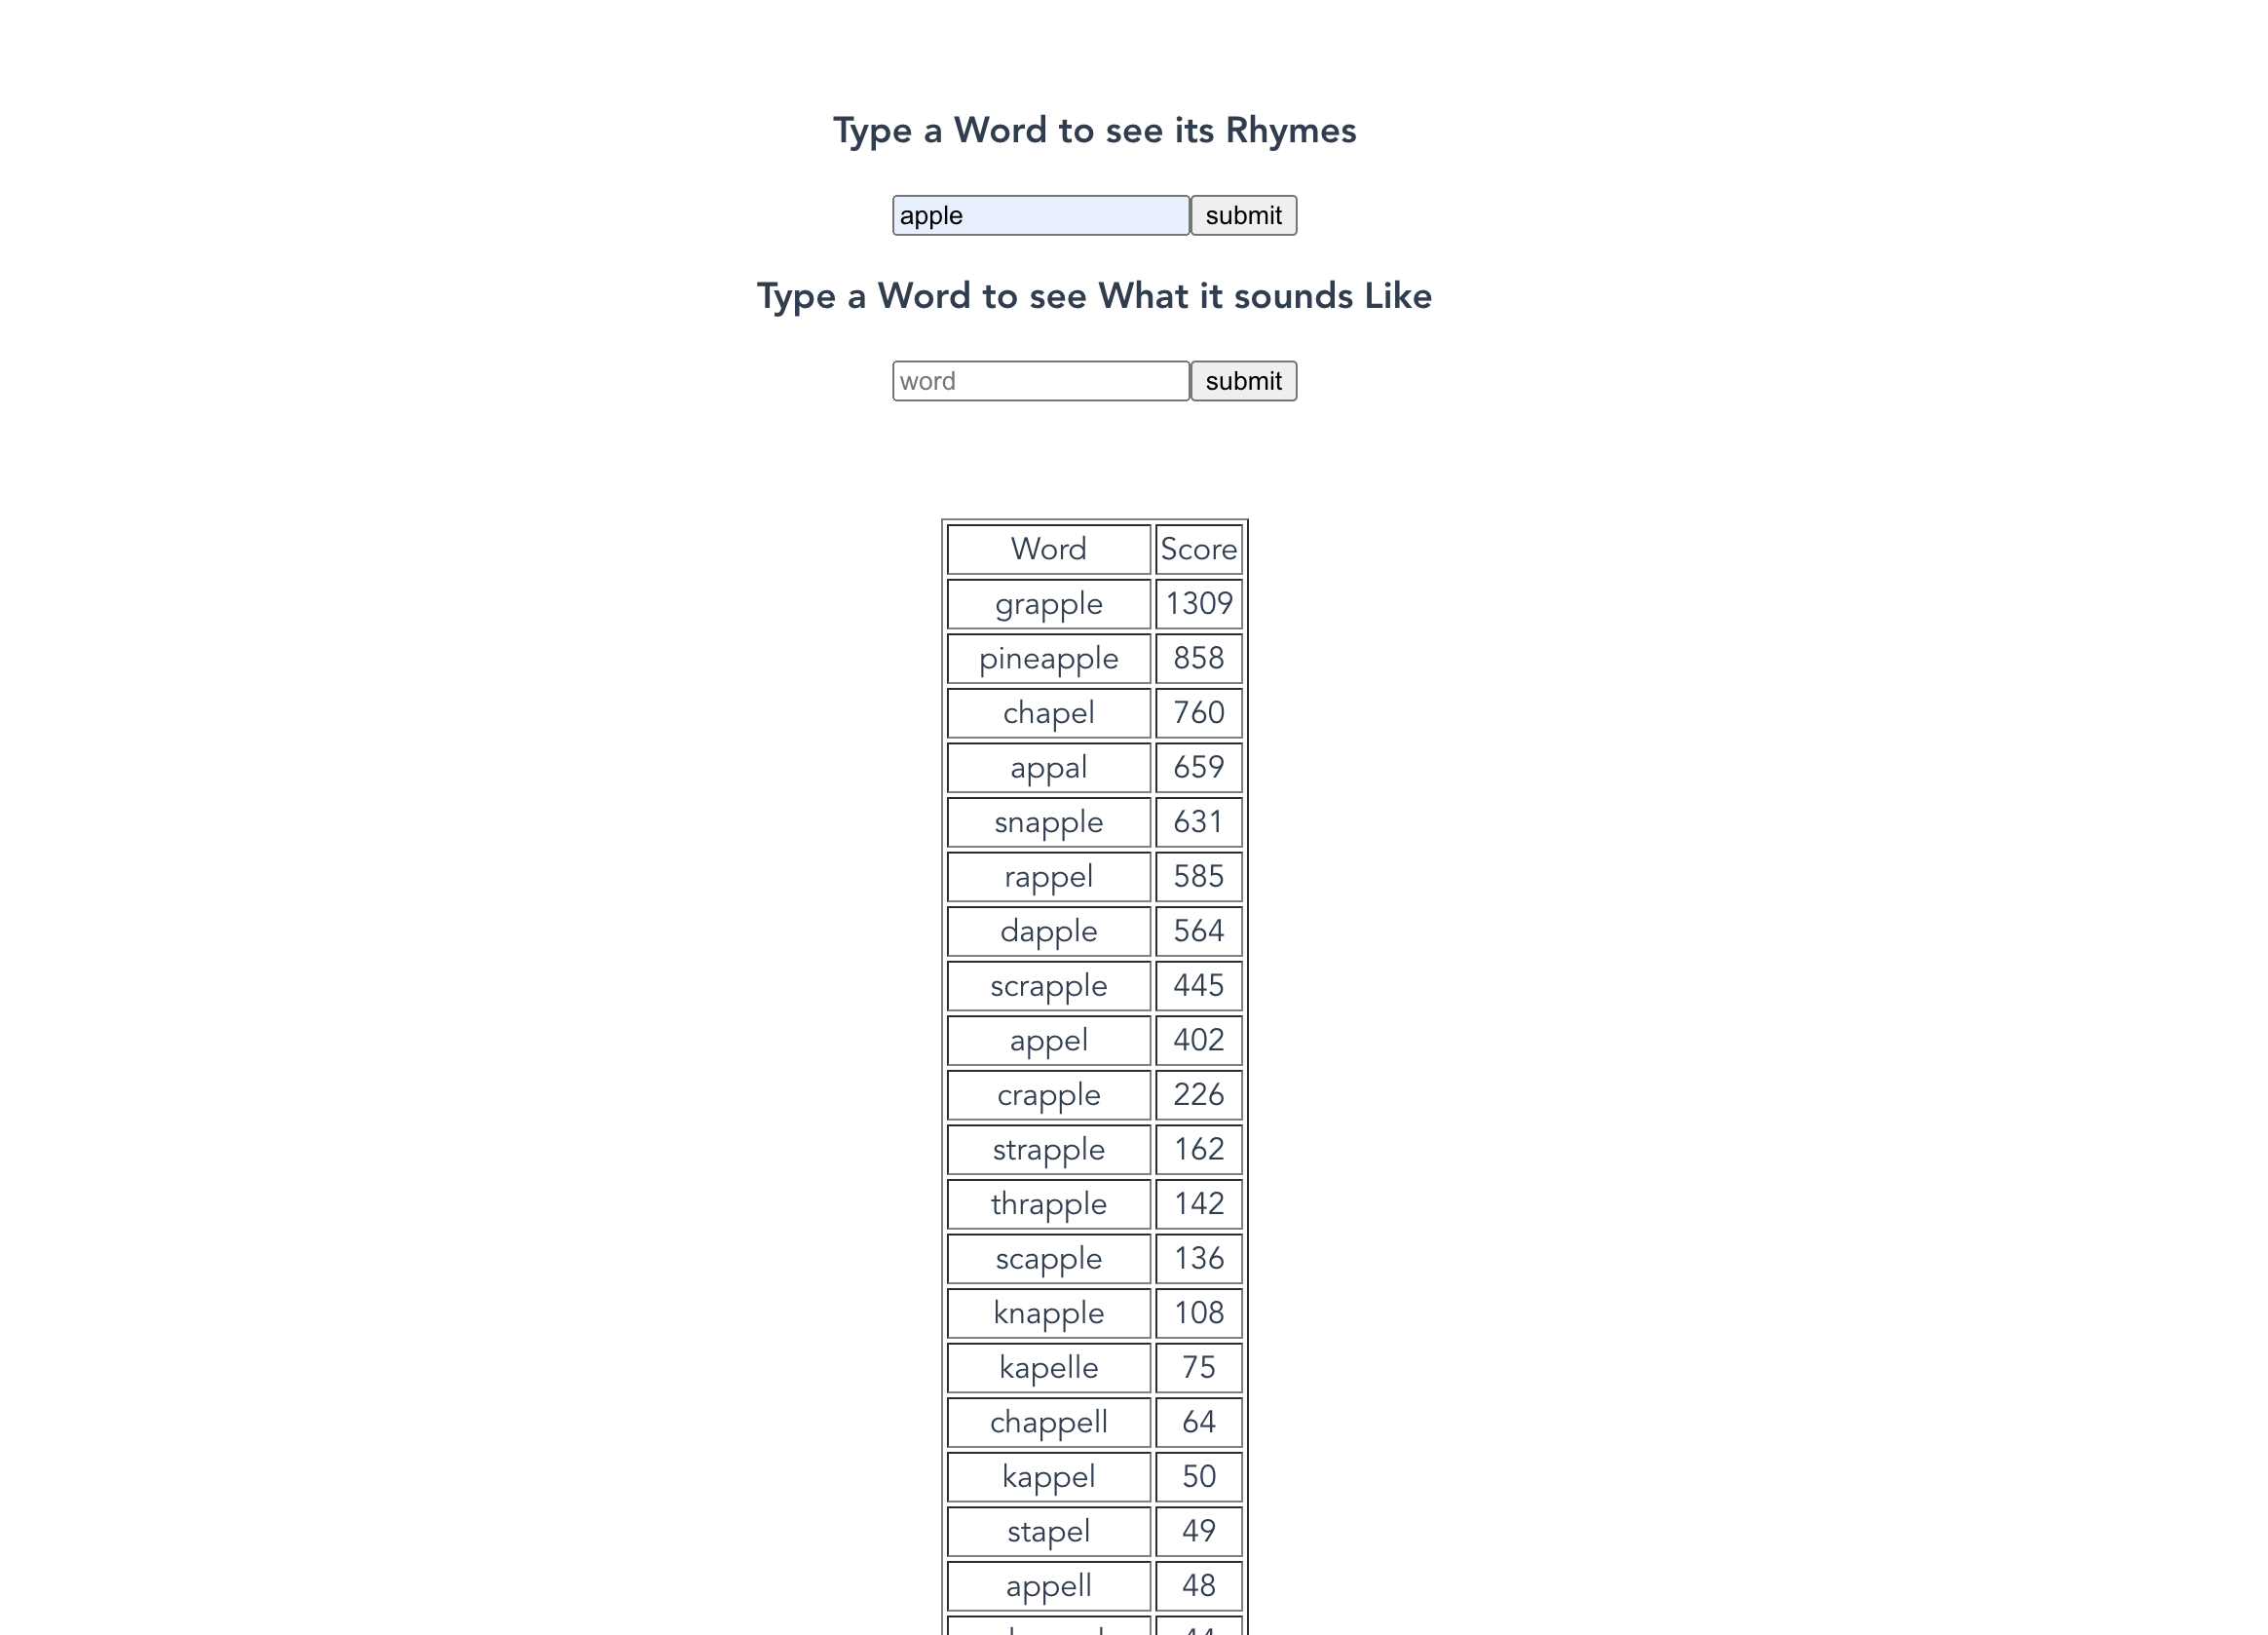 Type a Word to see its Rhymes
apple submit
Type a Word to see What it sounds Like
word submit
Word Score
grapple 1309
pineapple 858
chapel 760
appal 659
snapple 631
rappel 585
dapple 564
scrapple 445
appel 402
crapple 226
strapple 162
thrapple 142
scapple 136
knapple 108
kapelle 75
chappell 64
kappel 50
stapel 49
appell 48
44